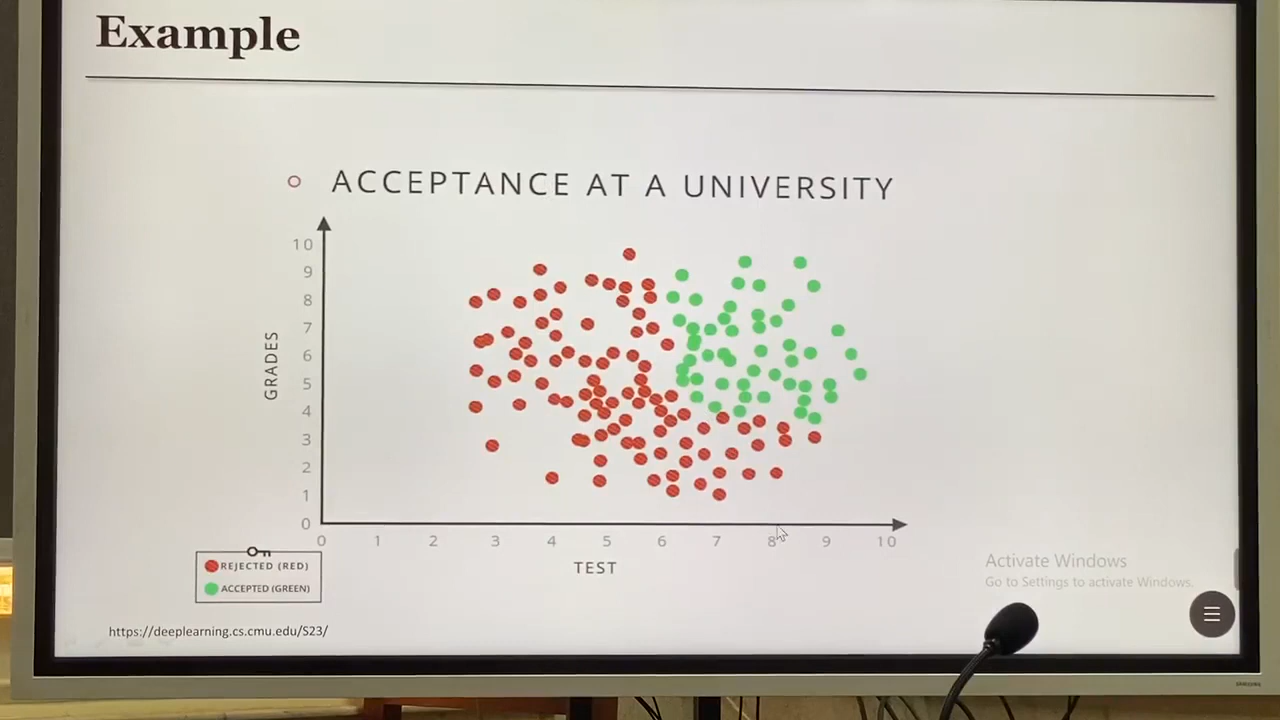 Example
ACCEPTANCE AT A UNIVERSITY
GRADES
10
9
8
7
6
5
4
3
2
1
0
0 1 2 3 4 5 6 7 8 9 10
TEST
REJECTED (RED)
ACCEPTED (GREEN)
Activate Windows
Go to Settings to activate Windows.
https://deeplearning.cs.cmu.edu/S23/
SAMSUNG